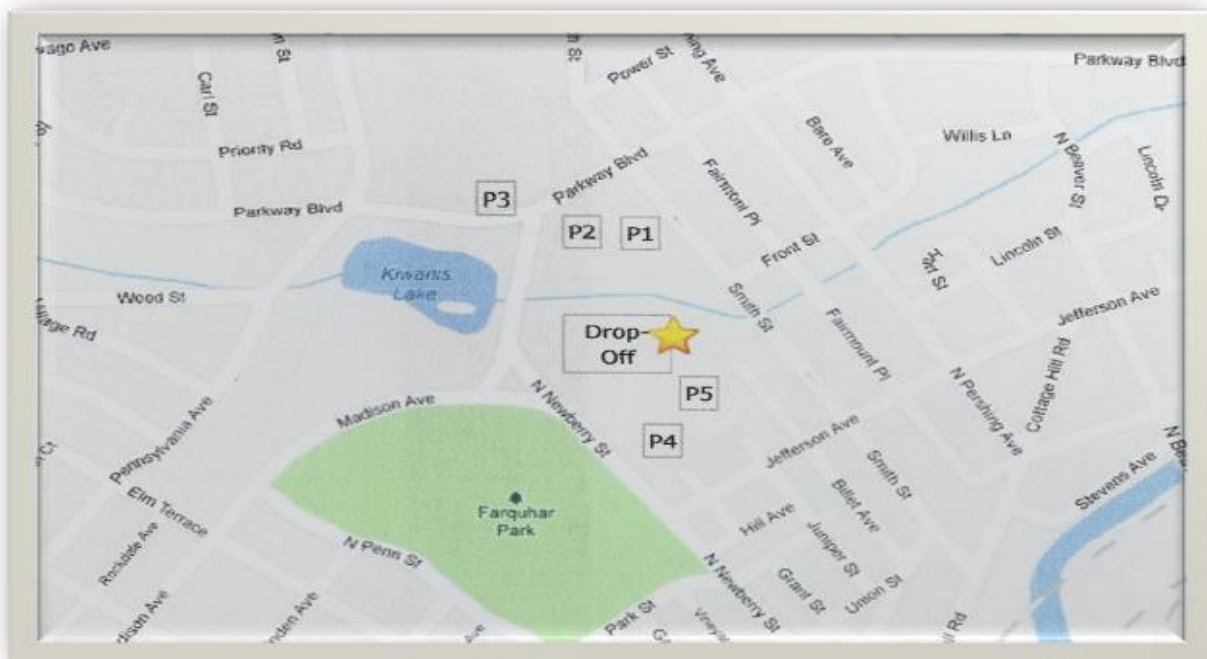 Parkway Blvd
Power St
Carl St
Bare Ave
Willis Ln
N Beaver St
Lincoln Dr
Priority Rd
Parkway Blvd
Fairmont Pl
P3
Parkway Blvd
P2
P1
Front St
Lincoln St
Hart St
Kiwanis
Lake
Wood St
Smith St
Jefferson Ave
Drop-
Off
Fairmount Pl
Cottage Hill Rd
N Pershing Ave
P5
Madison Ave
N Newberry St
P4
Jefferson Ave
Pennsylvania Ave
Smith St
Billet Ave
Stevens Ave
Elm Terrace
Farquhar
Park
Hill Ave
Juniper St
N Penn St
Rockdale Ave
N Newberry St
Grant St
Union St
Park St